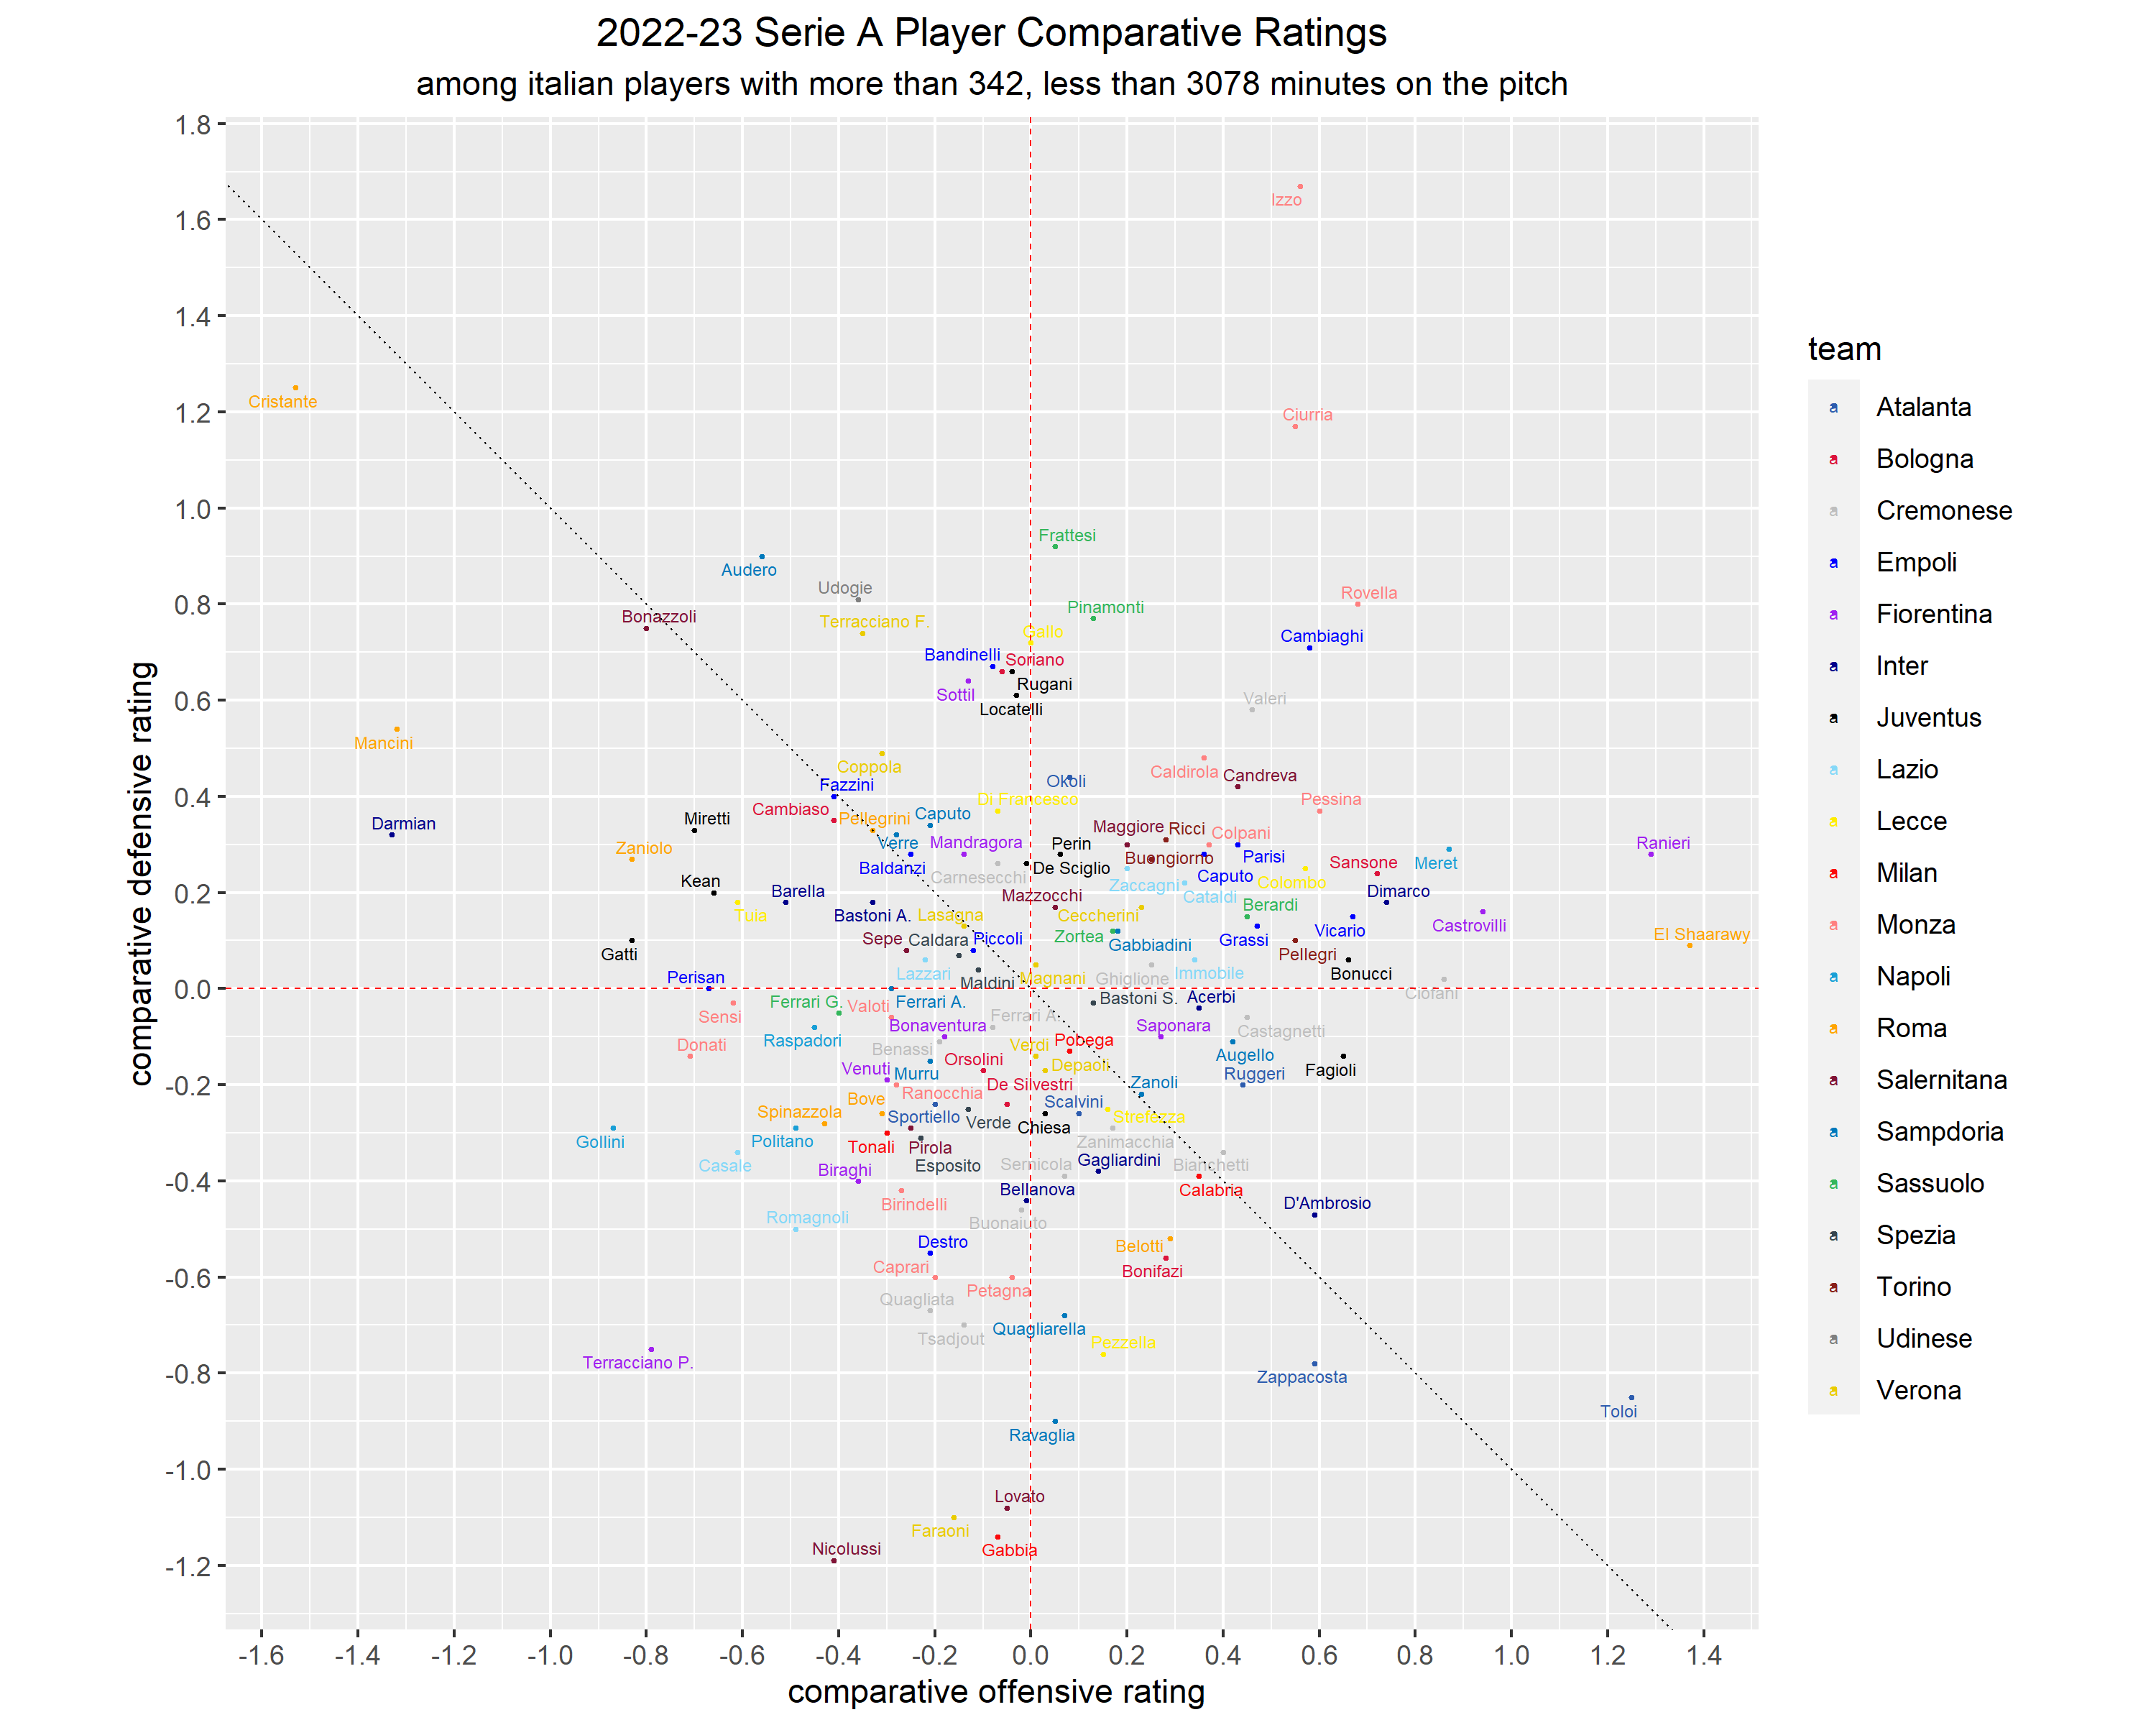 2022-23 Serie A Player Comparative Ratings
among italian players with more than 342, less than 3078 minutes on the pitch
1.8
1.6
1.4
1.2
1.0
0.8
0.6
0.4
0.2
0.0
-0.2
-0.4
-0.6
-0.8
-1.0
-1.2
comparative defensive rating
Izzo
Cristante
Ciurria
Frattesi
Audero
Udogie
Rovella
Pinamonti
Bonazzoli
Terracciano F.
Gallo
Cambiaghi
Bandinelli
Soriano
Rugani
Sottil
Valeri
Locatelli
Mancini
Coppola
Caldirola
Candreva
Okoli
Fazzini
Di Francesco
Pessina
Cambiaso
Caputo
Pellegrini
Darmian
Miretti
Maggiore
Ricci
Colpani
Verre
Mandragora
Perin
Ranieri
Zaniolo
Buongiorno
Parisi
Sansone
Meret
Baldanzi
De Sciglio
Carnesecchi
Caputo
Kean
Zaccagni
Colombo
Barella
Dimarco
Mazzocchi
Cataldi
Tuia
Bastoni A.
Lasagna
Ceccherini
Berardi
Castrovilli
Vicario
Sepe
Caldara
Piccoli
Zortea
Gabbiadini
Grassi
El Shaarawy
Gatti
Pellegri
Lazzari
Immobile
Bonucci
Perisan
Maldini
Magnani
Ghiglione
Ciofani
Ferrari G.
Ferrari A.
Valoti
Bastoni S.
Acerbi
Sensi
Ferrari A.
Bonaventura
Saponara
Castagnetti
Raspadori
Donati
Benassi
Verdi
Pobega
Augello
Orsolini
Depaoli
Venuti
Murru
Ruggeri
Fagioli
De Silvestri
Zanoli
Ranocchia
Bove
Scalvini
Spinazzola
Sportiello
Verde
Chiesa
Strefezza
Gollini
Politano
Tonali
Pirola
Zanimacchia
Casale
Esposito
Sernicola
Gagliardini
Bianchetti
Biraghi
Bellanova
Calabria
Birindelli
D'Ambrosio
Romagnoli
Buonaiuto
Destro
Belotti
Caprari
Bonifazi
Petagna
Quagliata
Tsadjout
Quagliarella
Pezzella
Terracciano P.
Zappacosta
Toloi
Ravaglia
Lovato
Faraoni
Nicolussi
Gabbia
-1.6
-1.4
-1.2
-1.0
-0.8
-0.6
-0.4
-0.2
0.0
0.2
0.4
0.6
0.8
1.0
1.2
1.4
comparative offensive rating
team
a Atalanta
a Bologna
a Cremonese
a Empoli
a Fiorentina
a Inter
a Juventus
a Lazio
a Lecce
a Milan
a Monza
a Napoli
a Roma
a Salernitana
a Sampdoria
a Sassuolo
a Spezia
a Torino
a Udinese
a Verona